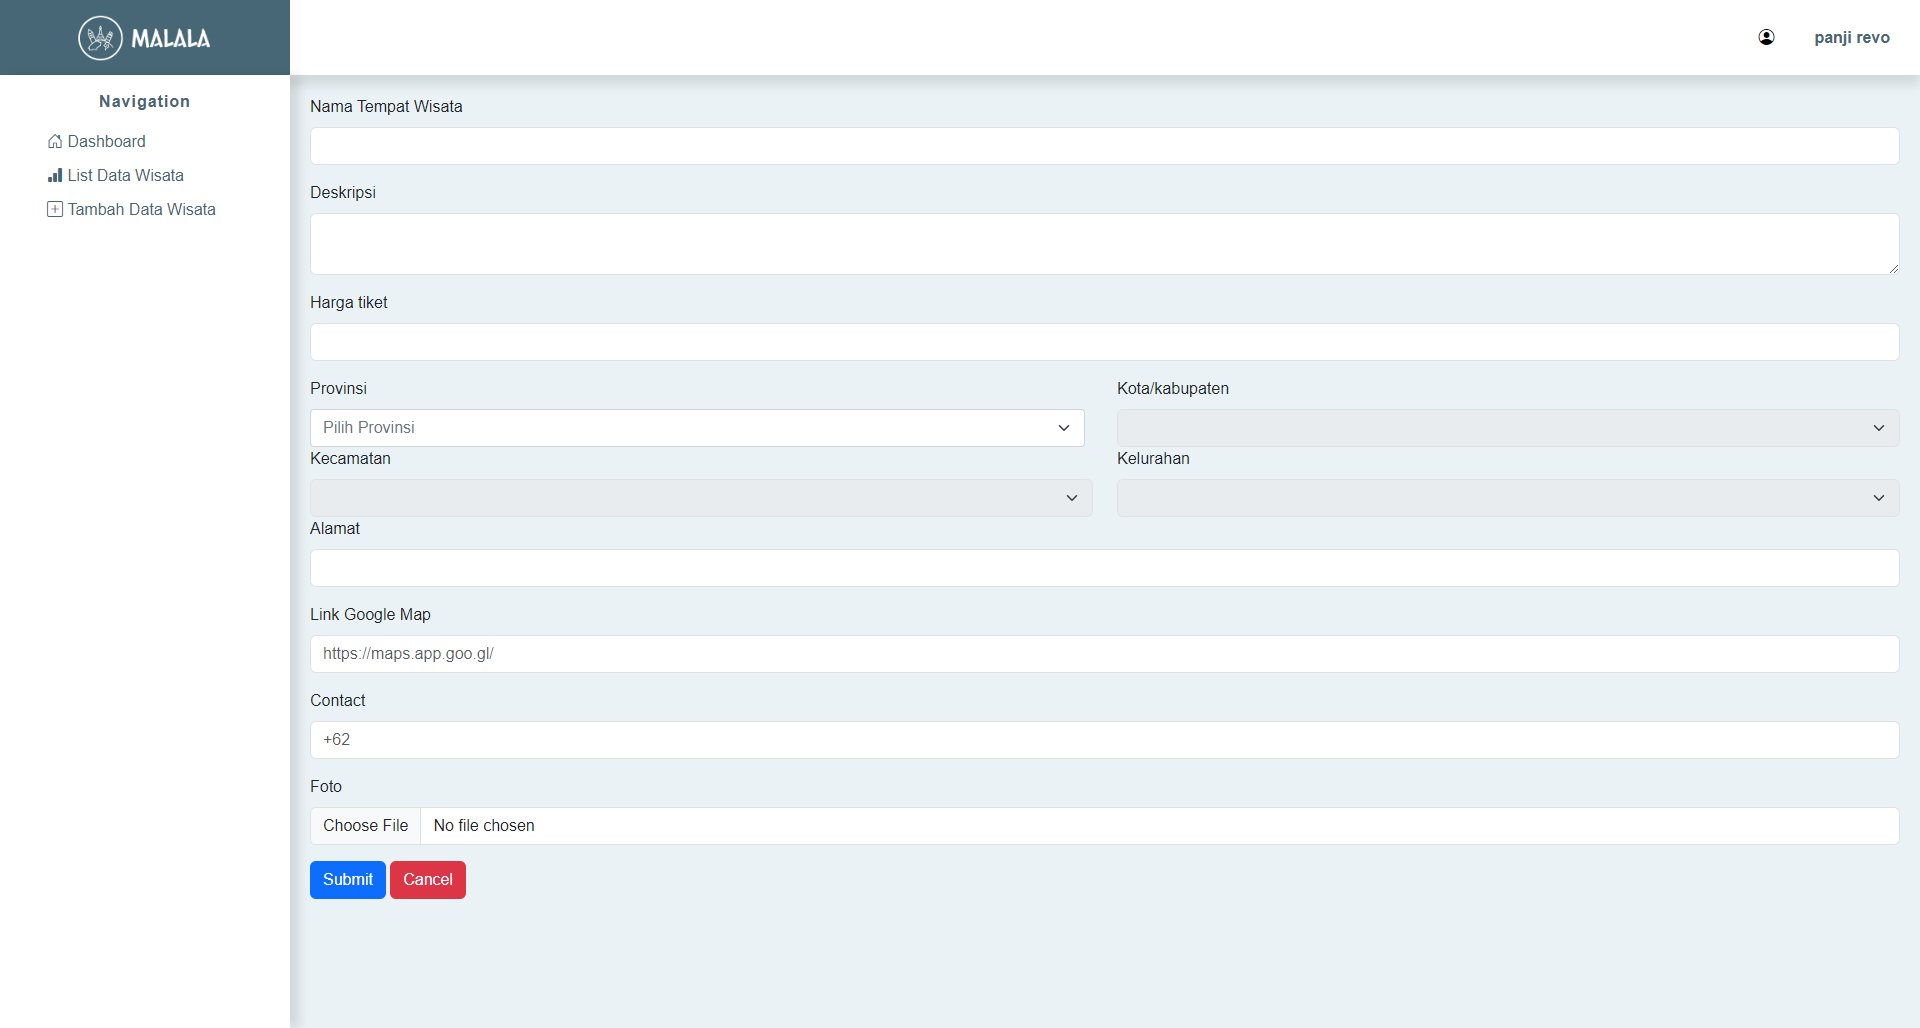 MALALA
panji revo
Navigation
Dashboard
List Data Wisata
Tambah Data Wisata
Nama Tempat Wisata
Deskripsi
Harga tiket
Provinsi
Kota/kabupaten
Pilih Provinsi
Kecamatan
Kelurahan
Alamat
Link Google Map
https://maps.app.goo.gl/
Contact
+62
Foto
Choose File No file chosen
Submit Cancel